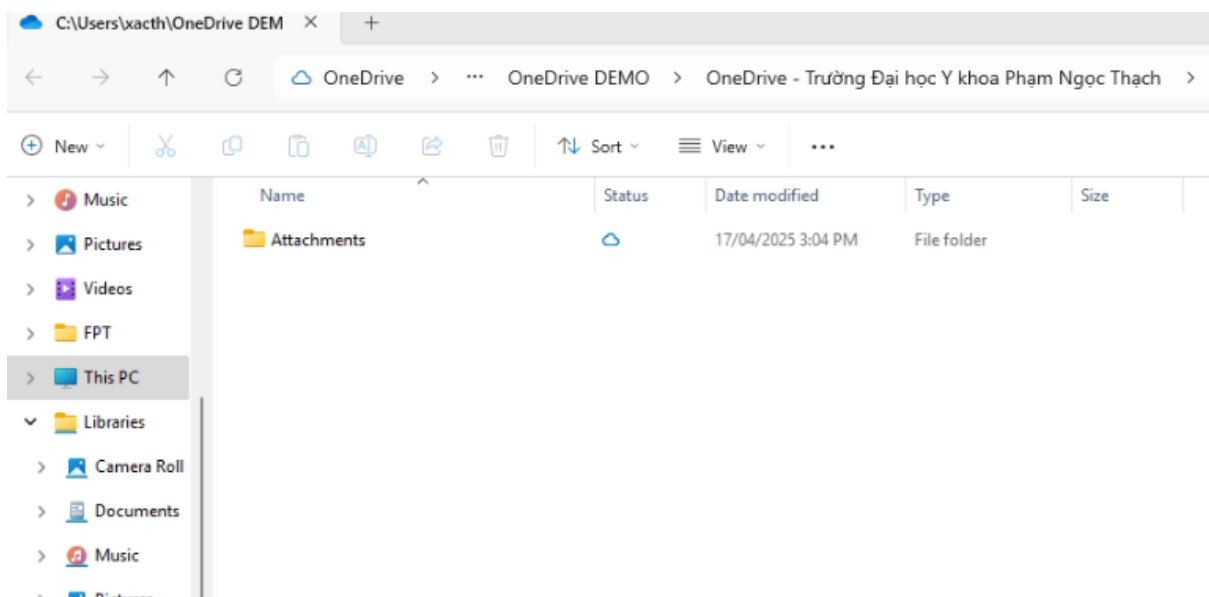 C:\Users\xacth\OneDrive DEM
OneDrive > ... OneDrive DEMO > OneDrive - Trường Đại học Y khoa Phạm Ngọc Thạch >
New Sort View ...
Name Status Date modified Type Size
Attachments 17/04/2025 3:04 PM File folder
Music
Pictures
Videos
FPT
This PC
Libraries
Camera Roll
Documents
Music